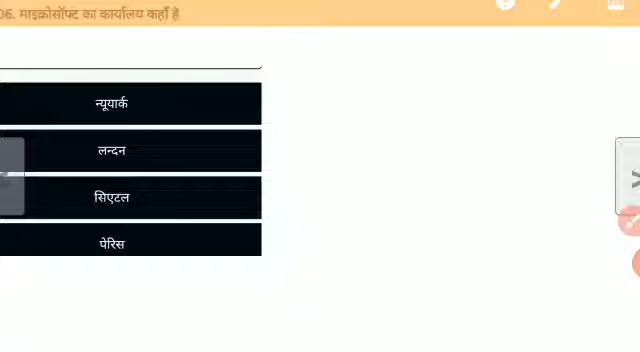 06. माइक्रोसॉफ्ट का कार्यालय कहाँ है
न्यूयार्क
लन्दन
सिएटल
पेरिस